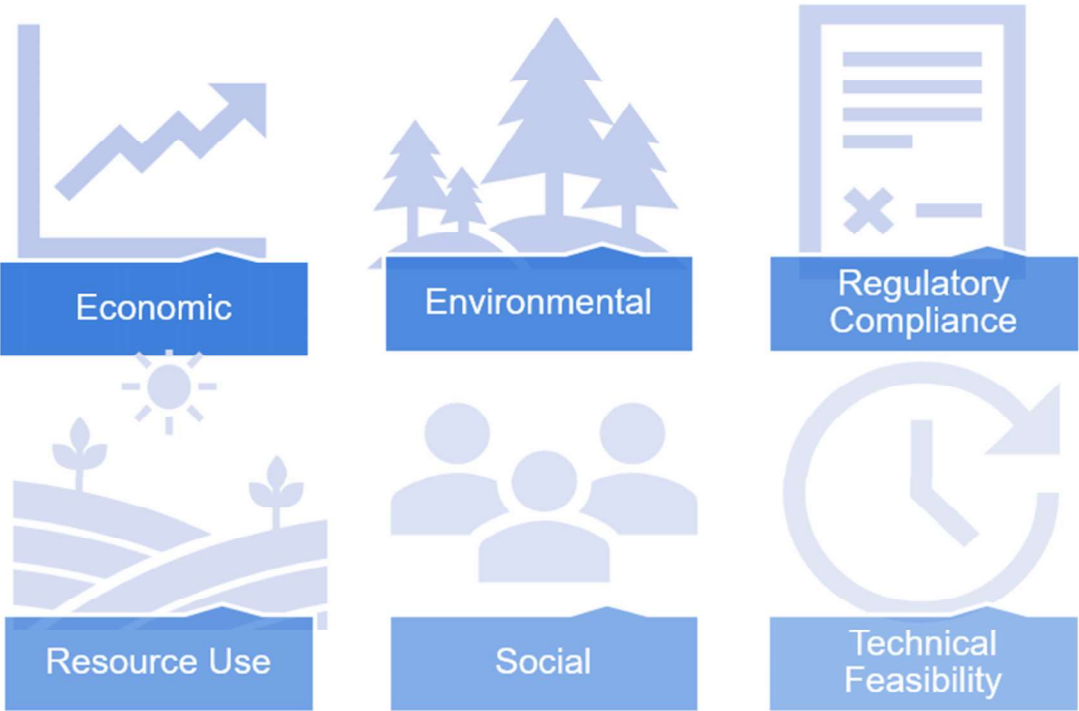 Economic
Environmental
Regulatory
Compliance
Resource Use
Social
Technical
Feasibility